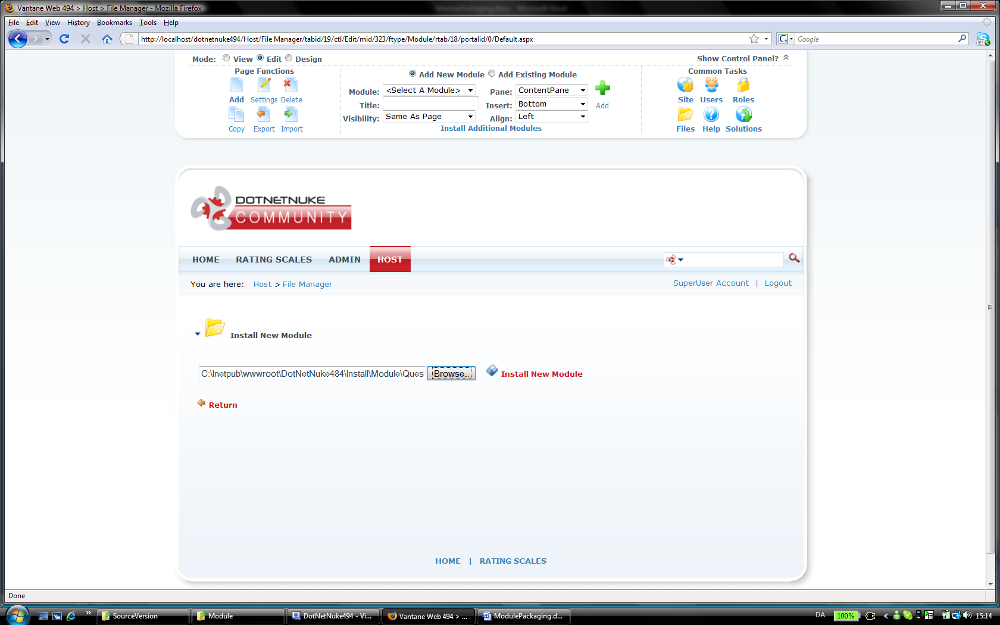 Vantane Web 494 > Host > File Manager - Mozilla Firefox
File Edit View History Bookmarks Tools Help
http://localhost/dotnetnuke494/Host/File Manager/tabid/19/ctl/Edit/mid/323/ftype/Module/rtab/18/portalid/0/Default.aspx
G Google
Mode: View Edit Design
Show Control Panel?
Page Functions
Add Settings Delete
Copy Export Import
Add New Module Add Existing Module
Module: <Select A Module> Pane: ContentPane
Title: Insert: Bottom
Visibility: Same As Page Align: Left
Add
Install Additional Modules
Common Tasks
Site Users Roles
Files Help Solutions
DOTNETNUKE
COMMUNITY
HOME RATING SCALES ADMIN HOST
You are here: Host > File Manager
SuperUser Account | Logout
Install New Module
C:\Inetpub\wwwroot\DotNetNuke484\Install\Module\Ques Browse... Install New Module
Return
HOME | RATING SCALES
Done
SourceVersion Module DotNetNuke494 - Vi... Vantane Web 494 > ... ModulePackaging.d...
DA 100% 15:14